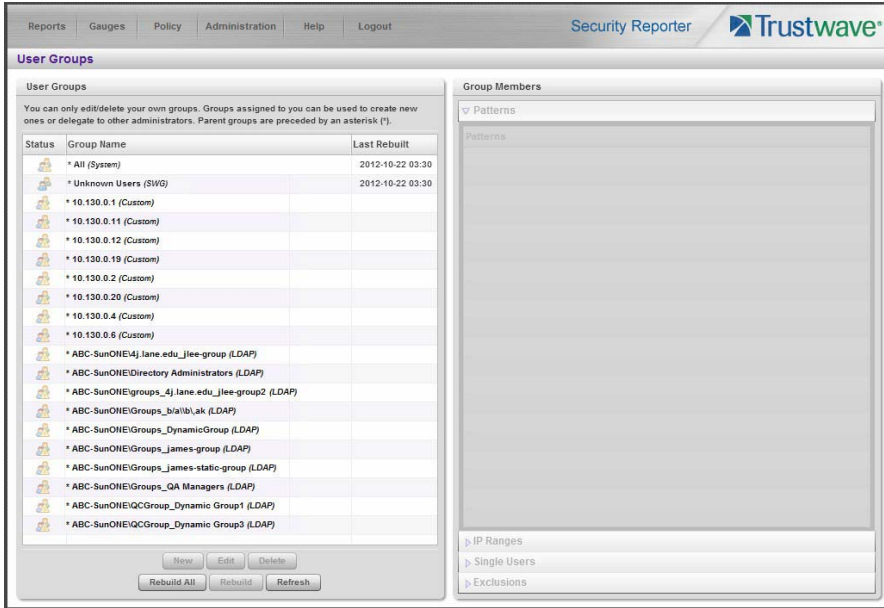 Reports Gauges Policy Administration Help Logout
Security Reporter
Trustwave®
User Groups
User Groups
You can only edit/delete your own groups. Groups assigned to you can be used to create new
ones or delegate to other administrators. Parent groups are preceded by an asterisk (*).
Status Group Name Last Rebuilt
* All (System) 2012-10-22 03:30
* Unknown Users (SWG) 2012-10-22 03:30
* 10.130.0.1 (Custom)
* 10.130.0.11 (Custom)
* 10.130.0.12 (Custom)
* 10.130.0.19 (Custom)
* 10.130.0.2 (Custom)
* 10.130.0.20 (Custom)
* 10.130.0.4 (Custom)
* 10.130.0.6 (Custom)
* ABC-SunONE\4j.lane.edu_jlee-group (LDAP)
* ABC-SunONE\Directory Administrators (LDAP)
* ABC-SunONE\groups_4j.lane.edu_jlee-group2 (LDAP)
* ABC-SunONE\Groups_b/a\\b\,ak (LDAP)
* ABC-SunONE\Groups_DynamicGroup (LDAP)
* ABC-SunONE\Groups_james-group (LDAP)
* ABC-SunONE\Groups_james-static-group (LDAP)
* ABC-SunONE\Groups_QA Managers (LDAP)
* ABC-SunONE\QCGroup_Dynamic Group1 (LDAP)
* ABC-SunONE\QCGroup_Dynamic Group3 (LDAP)
New Edit Delete
Rebuild All Rebuild Refresh
Group Members
Patterns
Patterns
IP Ranges
Single Users
Exclusions